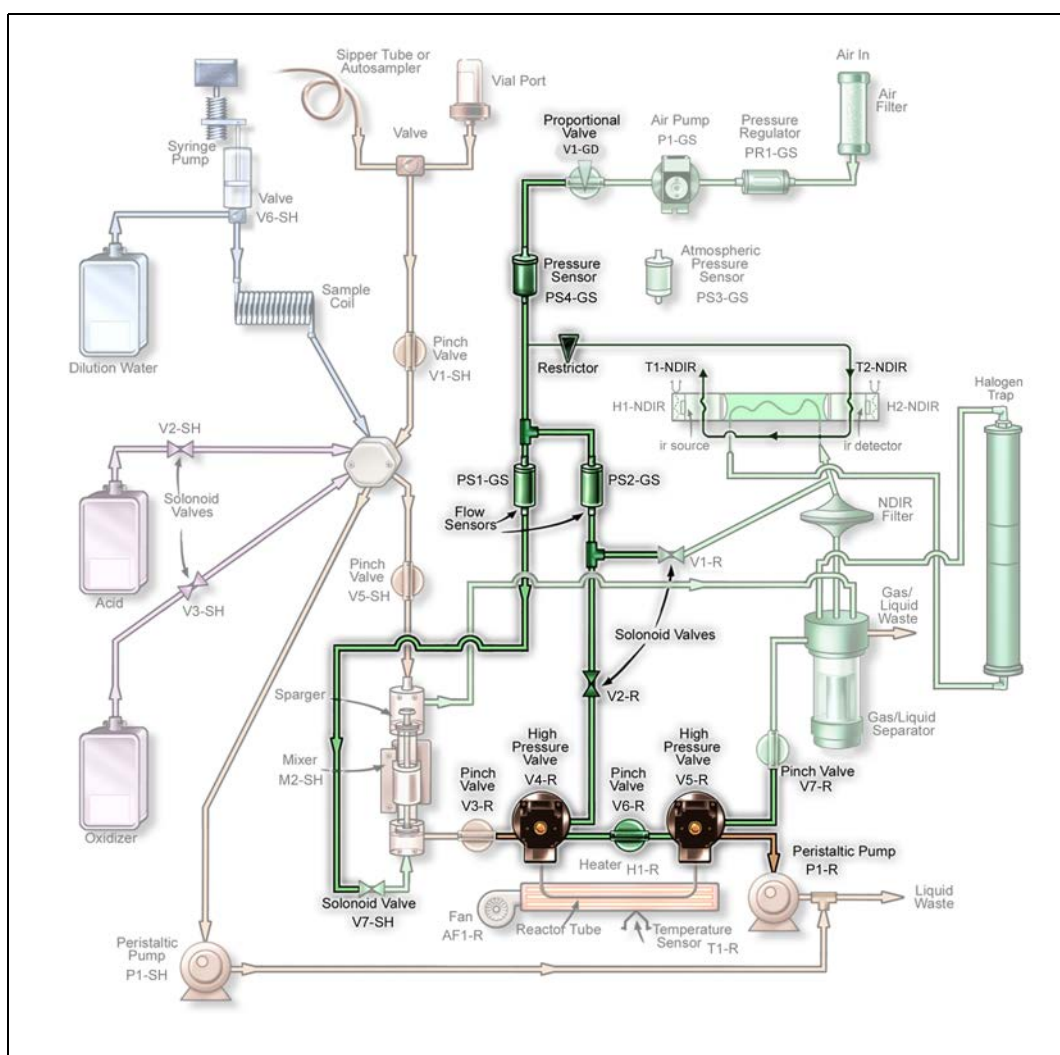 Sipper Tube or
Autosampler
Vial Port
Valve
Syringe
Pump
Valve
V6-SH
Dilution Water
Sample
Coil
Proportional
Valve
V1-GD
Air Pump
P1-GS
Pressure
Regulator
PR1-GS
Air In
Air
Filter
Pressure
Sensor
PS4-GS
Atmospheric
Pressure
Sensor
PS3-GS
Pinch
Valve
V1-SH
Restrictor
T1-NDIR
T2-NDIR
H1-NDIR
H2-NDIR
ir source
ir detector
Halogen
Trap
V2-SH
Solonoid
Valves
Acid
V3-SH
Oxidizer
PS1-GS
PS2-GS
Flow
Sensors
NDIR
Filter
V1-R
Pinch
Valve
V5-SH
Solonoid Valves
V2-R
Gas/
Liquid
Waste
Gas/Liquid
Separator
Sparger
Mixer
M2-SH
Pinch
Valve
V3-R
High
Pressure
Valve
V4-R
Pinch
Valve
V6-R
High
Pressure
Valve
V5-R
Pinch Valve
V7-R
Heater
H1-R
Peristaltic Pump
P1-R
Solonoid Valve
V7-SH
Fan
AF1-R
Reactor Tube
Temperature
Sensor
T1-R
Liquid
Waste
Peristaltic
Pump
P1-SH